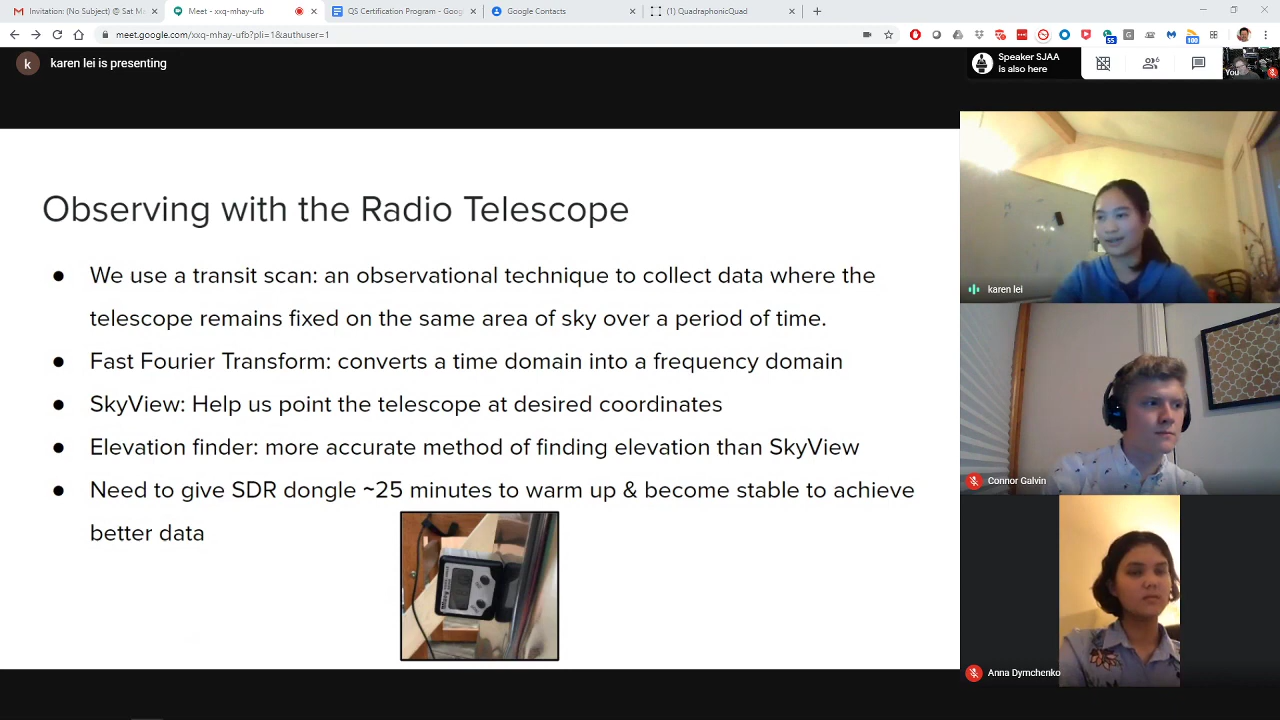 Invitation: (No Subject) @ Sat Ma
Meet - xxq-mhay-ufb
QS Certification Program - Goog
Google Contacts
(1) QuadraphonicQuad
meet.google.com/xxq-mhay-ufb?pli=1&authuser=1
55
100
k
karen lei is presenting
Speaker SJAA
is also here
6
You
Observing with the Radio Telescope
● We use a transit scan: an observational technique to collect data where the
telescope remains fixed on the same area of sky over a period of time.
● Fast Fourier Transform: converts a time domain into a frequency domain
● SkyView: Help us point the telescope at desired coordinates
● Elevation finder: more accurate method of finding elevation than SkyView
● Need to give SDR dongle ~25 minutes to warm up & become stable to achieve
better data
karen lei
Connor Galvin
Anna Dymchenko